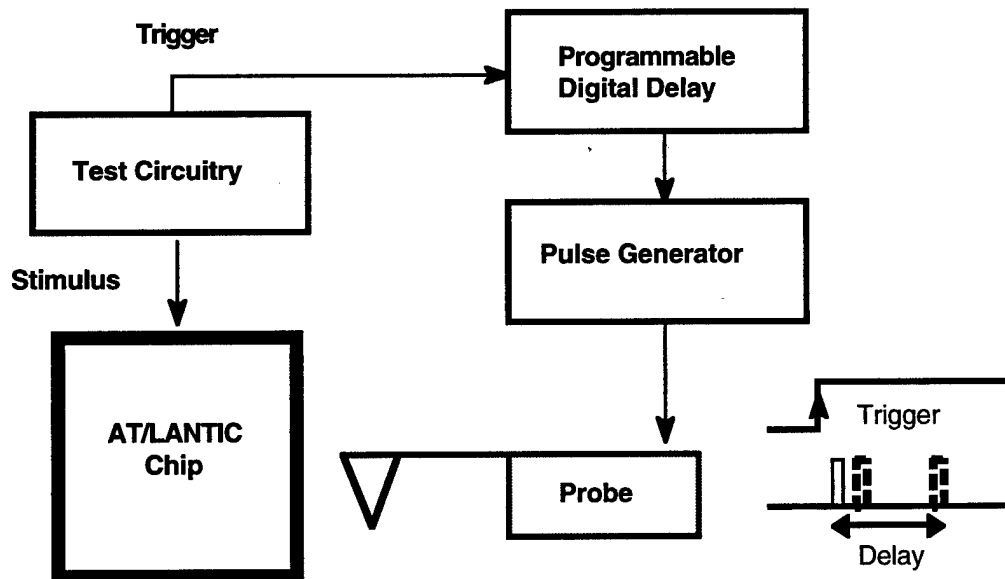 Trigger
Programmable
Digital Delay
Test Circuitry
Pulse Generator
Stimulus
AT/LANTIC
Chip
Probe
Trigger
Delay